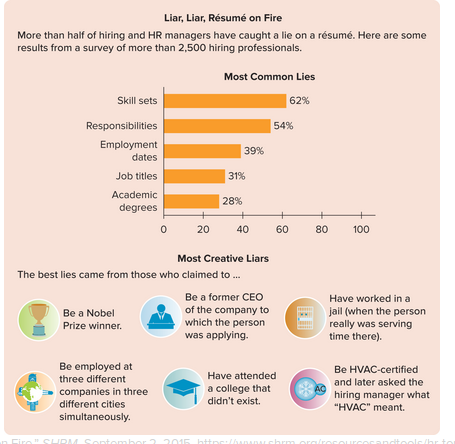 Liar, Liar, Résumé on Fire
More than half of hiring and HR managers have caught a lie on a résumé. Here are some
results from a survey of more than 2,500 hiring professionals.
Most Common Lies
Skill sets 62%
Responsibilities 54%
Employment
dates 39%
Job titles 31%
Academic
degrees 28%
0 20 40 60 80 100
Most Creative Liars
The best lies came from those who claimed to ...
Be a Nobel
Prize winner.
Be a former CEO
of the company to
which the person
was applying.
Have worked in a
jail (when the person
really was serving
time there).
Be employed at
three different
companies in three
different cities
simultaneously.
Have attended
a college that
didn't exist.
AC
Be HVAC-certified
and later asked the
hiring manager what
“HVAC” meant.